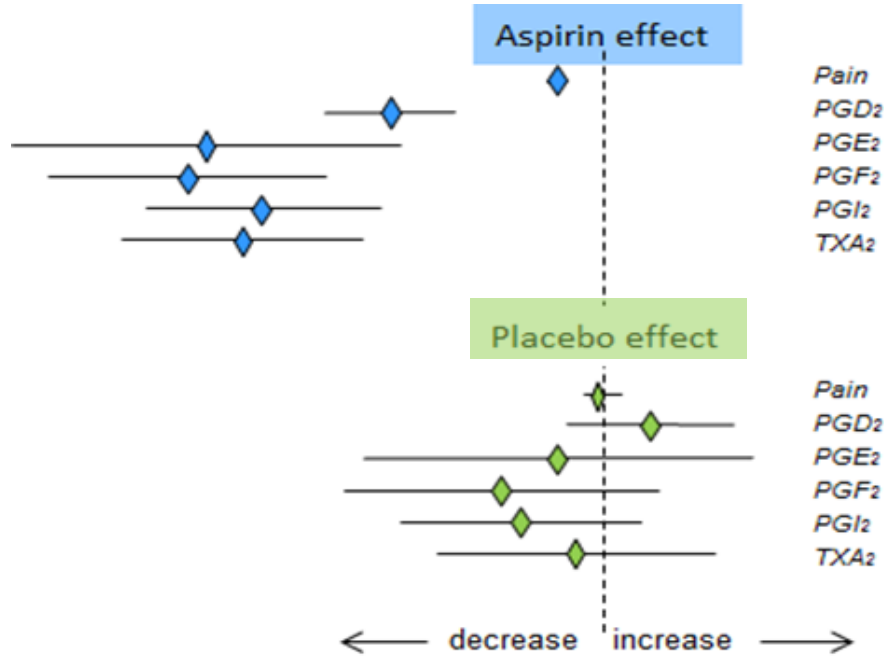 Aspirin effect
Pain
PGD₂
PGE₂
PGF₂
PGI₂
TXA₂
Placebo effect
Pain
PGD₂
PGE₂
PGF₂
PGI₂
TXA₂
decrease increase